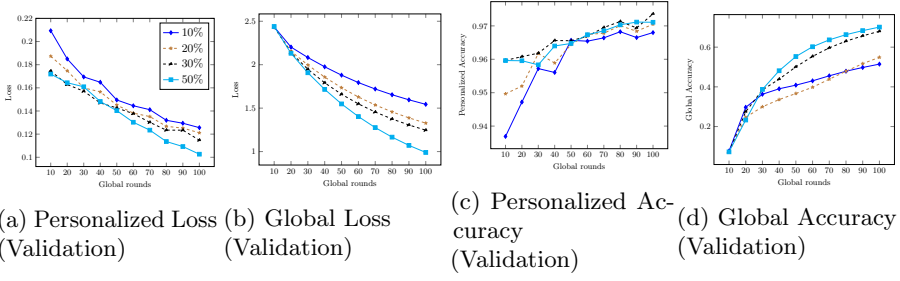 0.22
0.2
0.18
0.16
0.14
0.12
0.1
Loss
10 20 30 40 50 60 70 80 90 100
Global rounds
10%
20%
30%
50%
(a) Personalized Loss
(Validation)
2.5
2
1.5
1
Loss
10 20 30 40 50 60 70 80 90 100
Global rounds
(b) Global Loss
(Validation)
0.97
0.96
0.95
0.94
Personalized Accuracy
10 20 30 40 50 60 70 80 90 100
Global rounds
(c) Personalized Ac-
curacy
(Validation)
0.6
0.4
0.2
Global Accuracy
10 20 30 40 50 60 70 80 90 100
Global rounds
(d) Global Accuracy
(Validation)